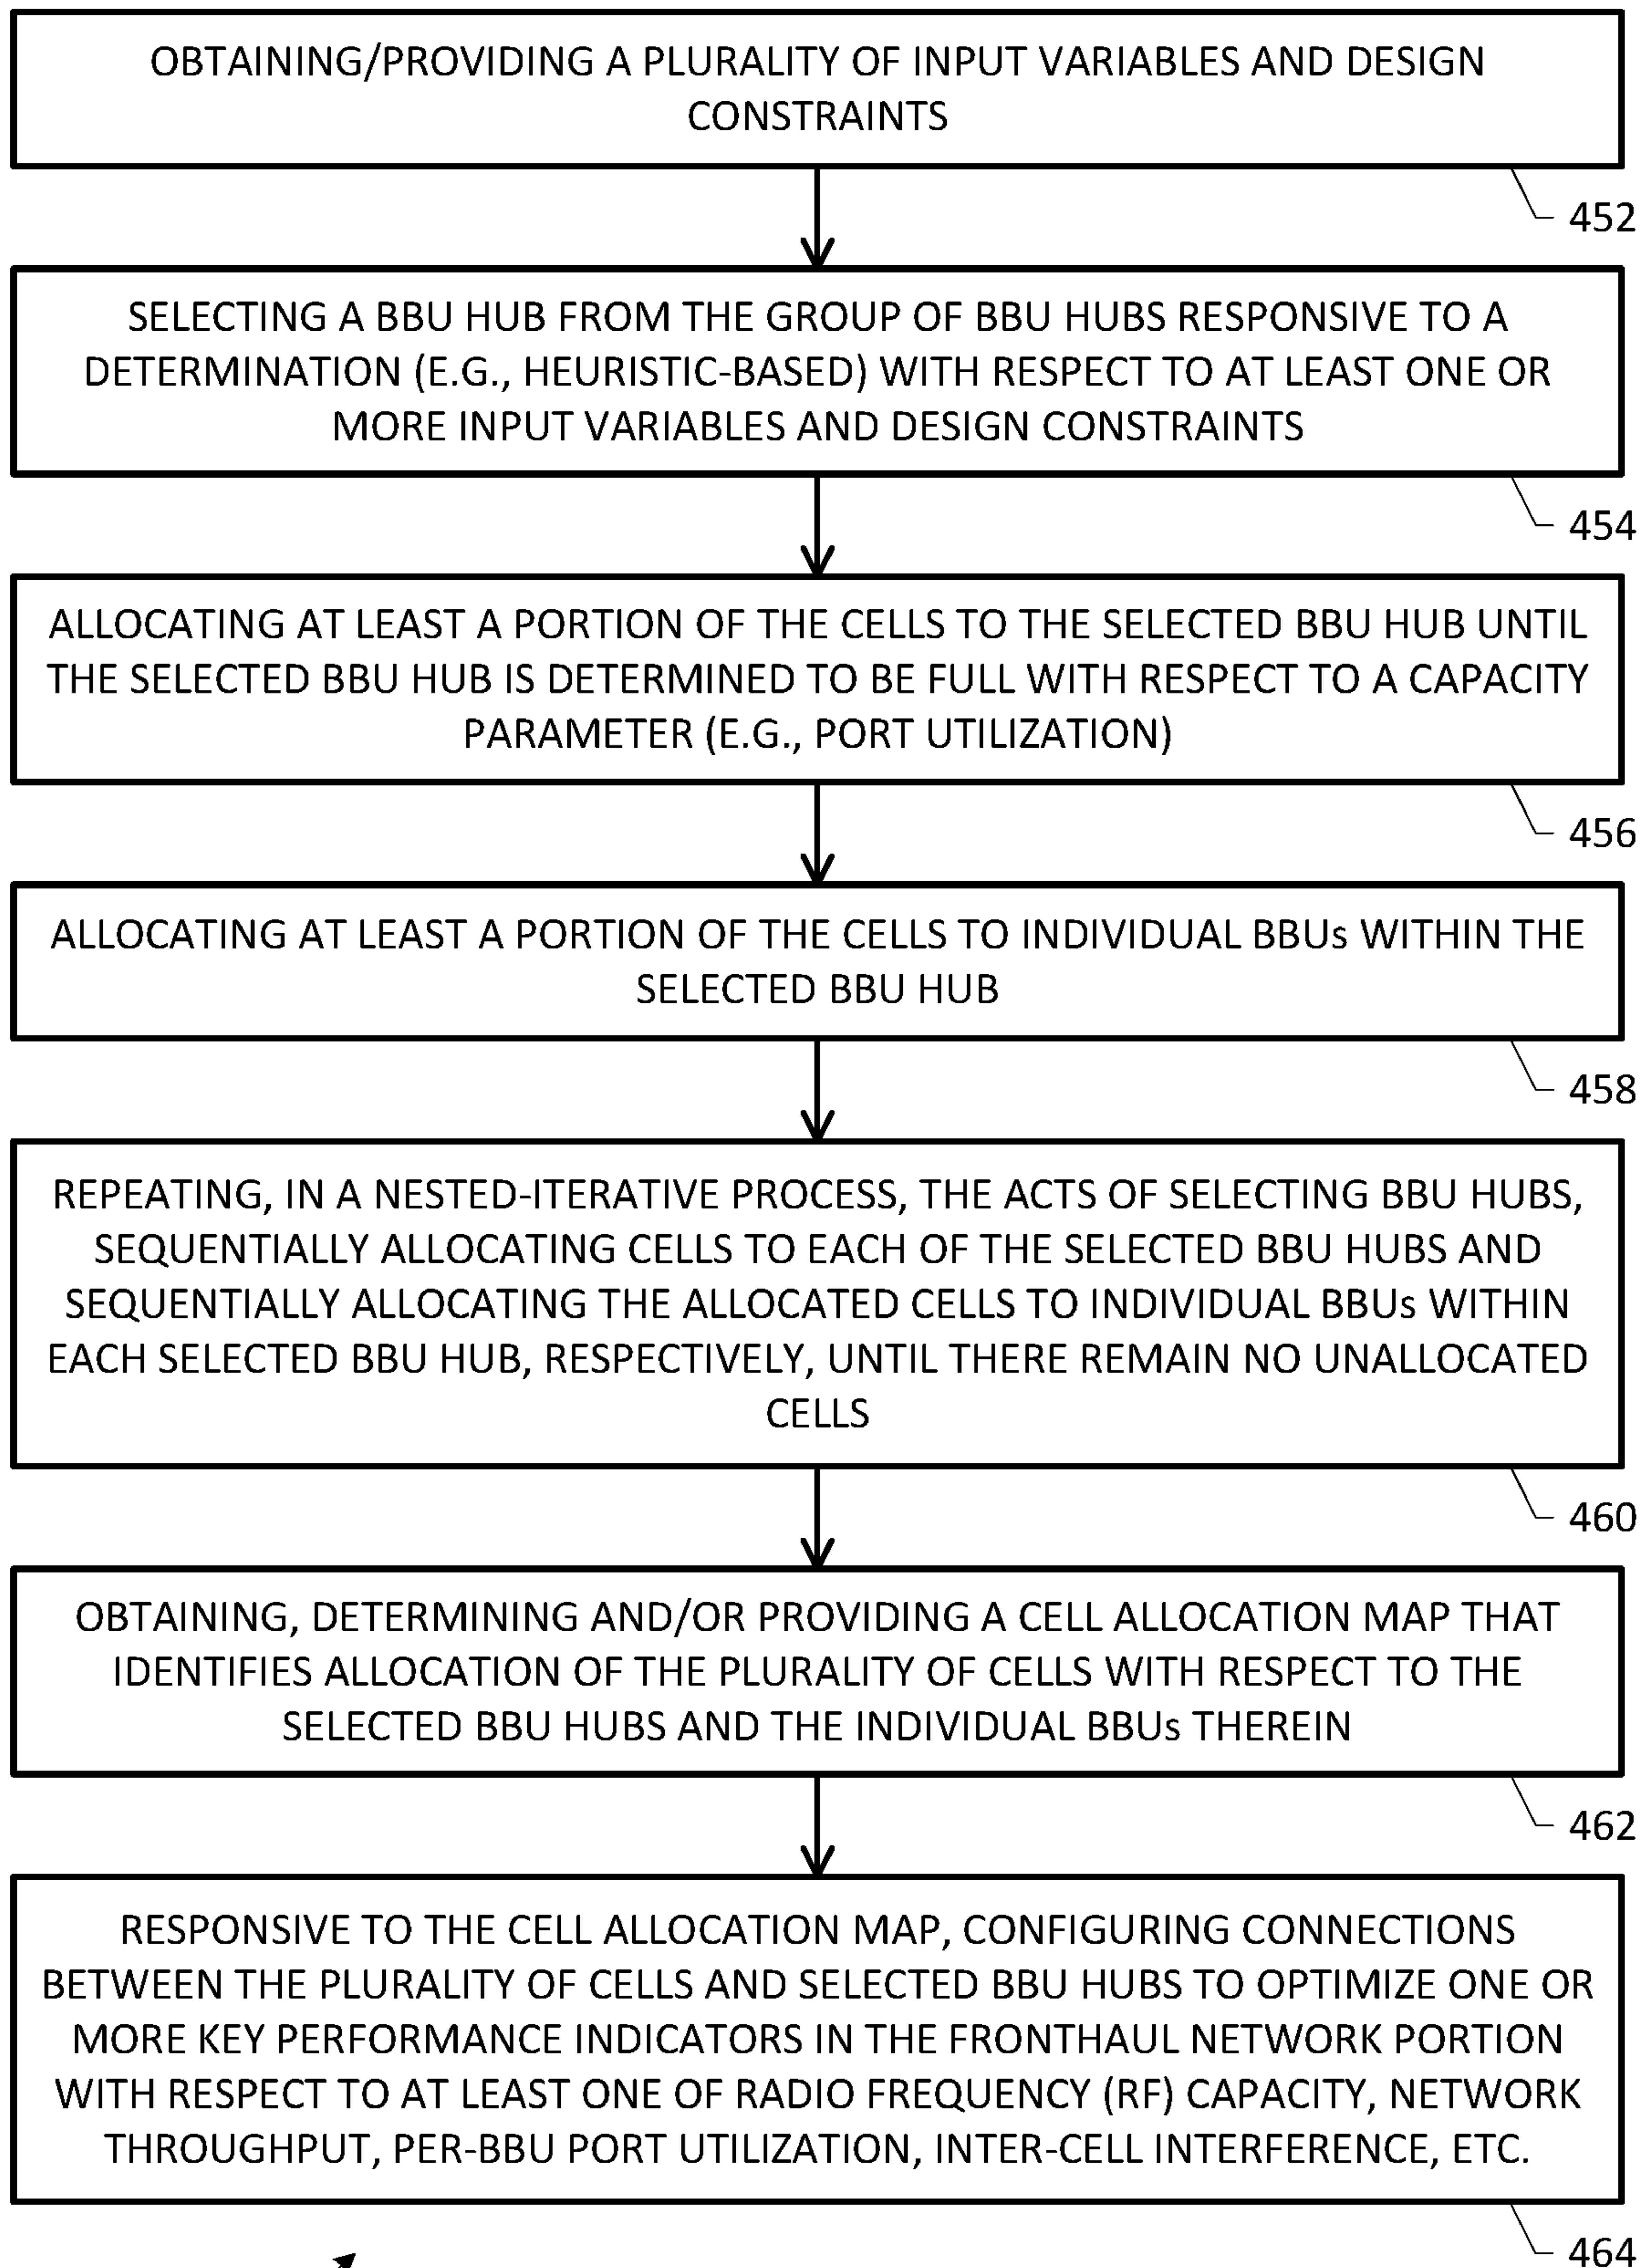 OBTAINING/PROVIDING A PLURALITY OF INPUT VARIABLES AND DESIGN
CONSTRAINTS
452
SELECTING A BBU HUB FROM THE GROUP OF BBU HUBS RESPONSIVE TO A
DETERMINATION (E.G., HEURISTIC-BASED) WITH RESPECT TO AT LEAST ONE OR
MORE INPUT VARIABLES AND DESIGN CONSTRAINTS
454
ALLOCATING AT LEAST A PORTION OF THE CELLS TO THE SELECTED BBU HUB UNTIL
THE SELECTED BBU HUB IS DETERMINED TO BE FULL WITH RESPECT TO A CAPACITY
PARAMETER (E.G., PORT UTILIZATION)
456
ALLOCATING AT LEAST A PORTION OF THE CELLS TO INDIVIDUAL BBUs WITHIN THE
SELECTED BBU HUB
458
REPEATING, IN A NESTED-ITERATIVE PROCESS, THE ACTS OF SELECTING BBU HUBS,
SEQUENTIALLY ALLOCATING CELLS TO EACH OF THE SELECTED BBU HUBS AND
SEQUENTIALLY ALLOCATING THE ALLOCATED CELLS TO INDIVIDUAL BBUs WITHIN
EACH SELECTED BBU HUB, RESPECTIVELY, UNTIL THERE REMAIN NO UNALLOCATED
CELLS
460
OBTAINING, DETERMINING AND/OR PROVIDING A CELL ALLOCATION MAP THAT
IDENTIFIES ALLOCATION OF THE PLURALITY OF CELLS WITH RESPECT TO THE
SELECTED BBU HUBS AND THE INDIVIDUAL BBUs THEREIN
462
RESPONSIVE TO THE CELL ALLOCATION MAP, CONFIGURING CONNECTIONS
BETWEEN THE PLURALITY OF CELLS AND SELECTED BBU HUBS TO OPTIMIZE ONE OR
MORE KEY PERFORMANCE INDICATORS IN THE FRONTHAUL NETWORK PORTION
WITH RESPECT TO AT LEAST ONE OF RADIO FREQUENCY (RF) CAPACITY, NETWORK
THROUGHPUT, PER-BBU PORT UTILIZATION, INTER-CELL INTERFERENCE, ETC.
464